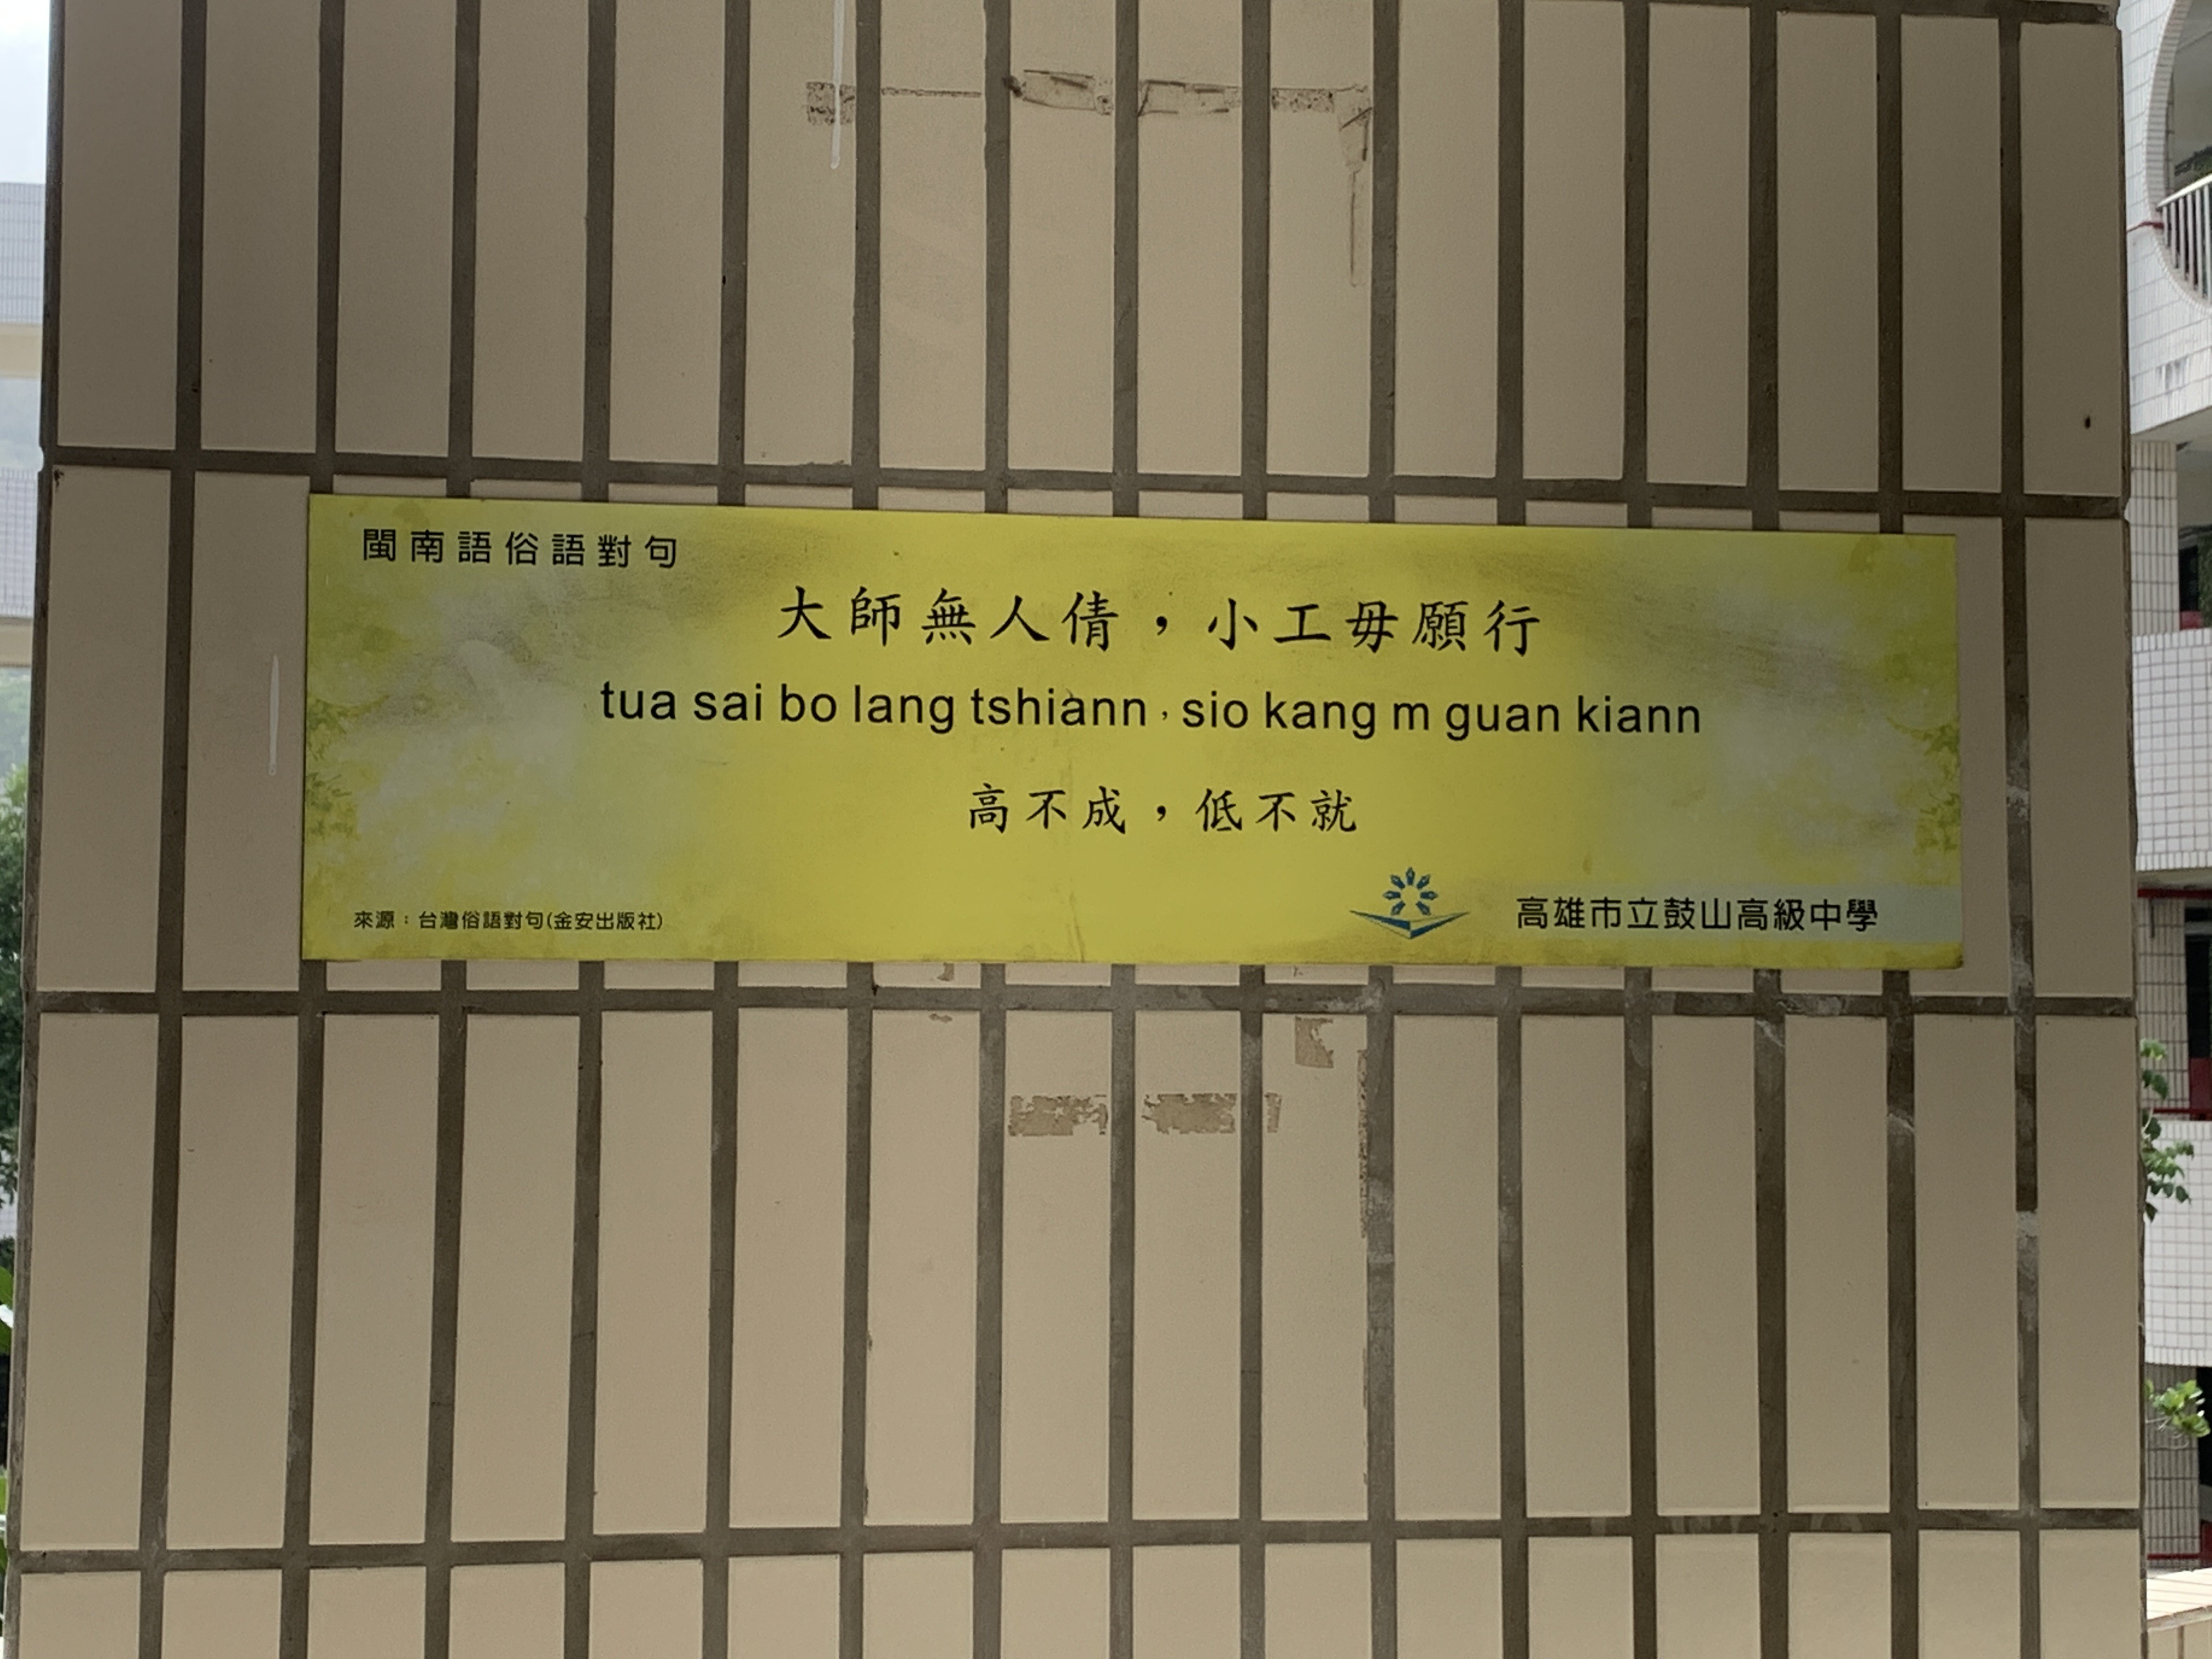 閩南語俗語對句
大師無人倩，小工毋願行
tua sai bo lang tshiann，sio kang m guan kiann
高不成，低不就
來源：台灣俗語對句(金安出版社)
高雄市立鼓山高級中學